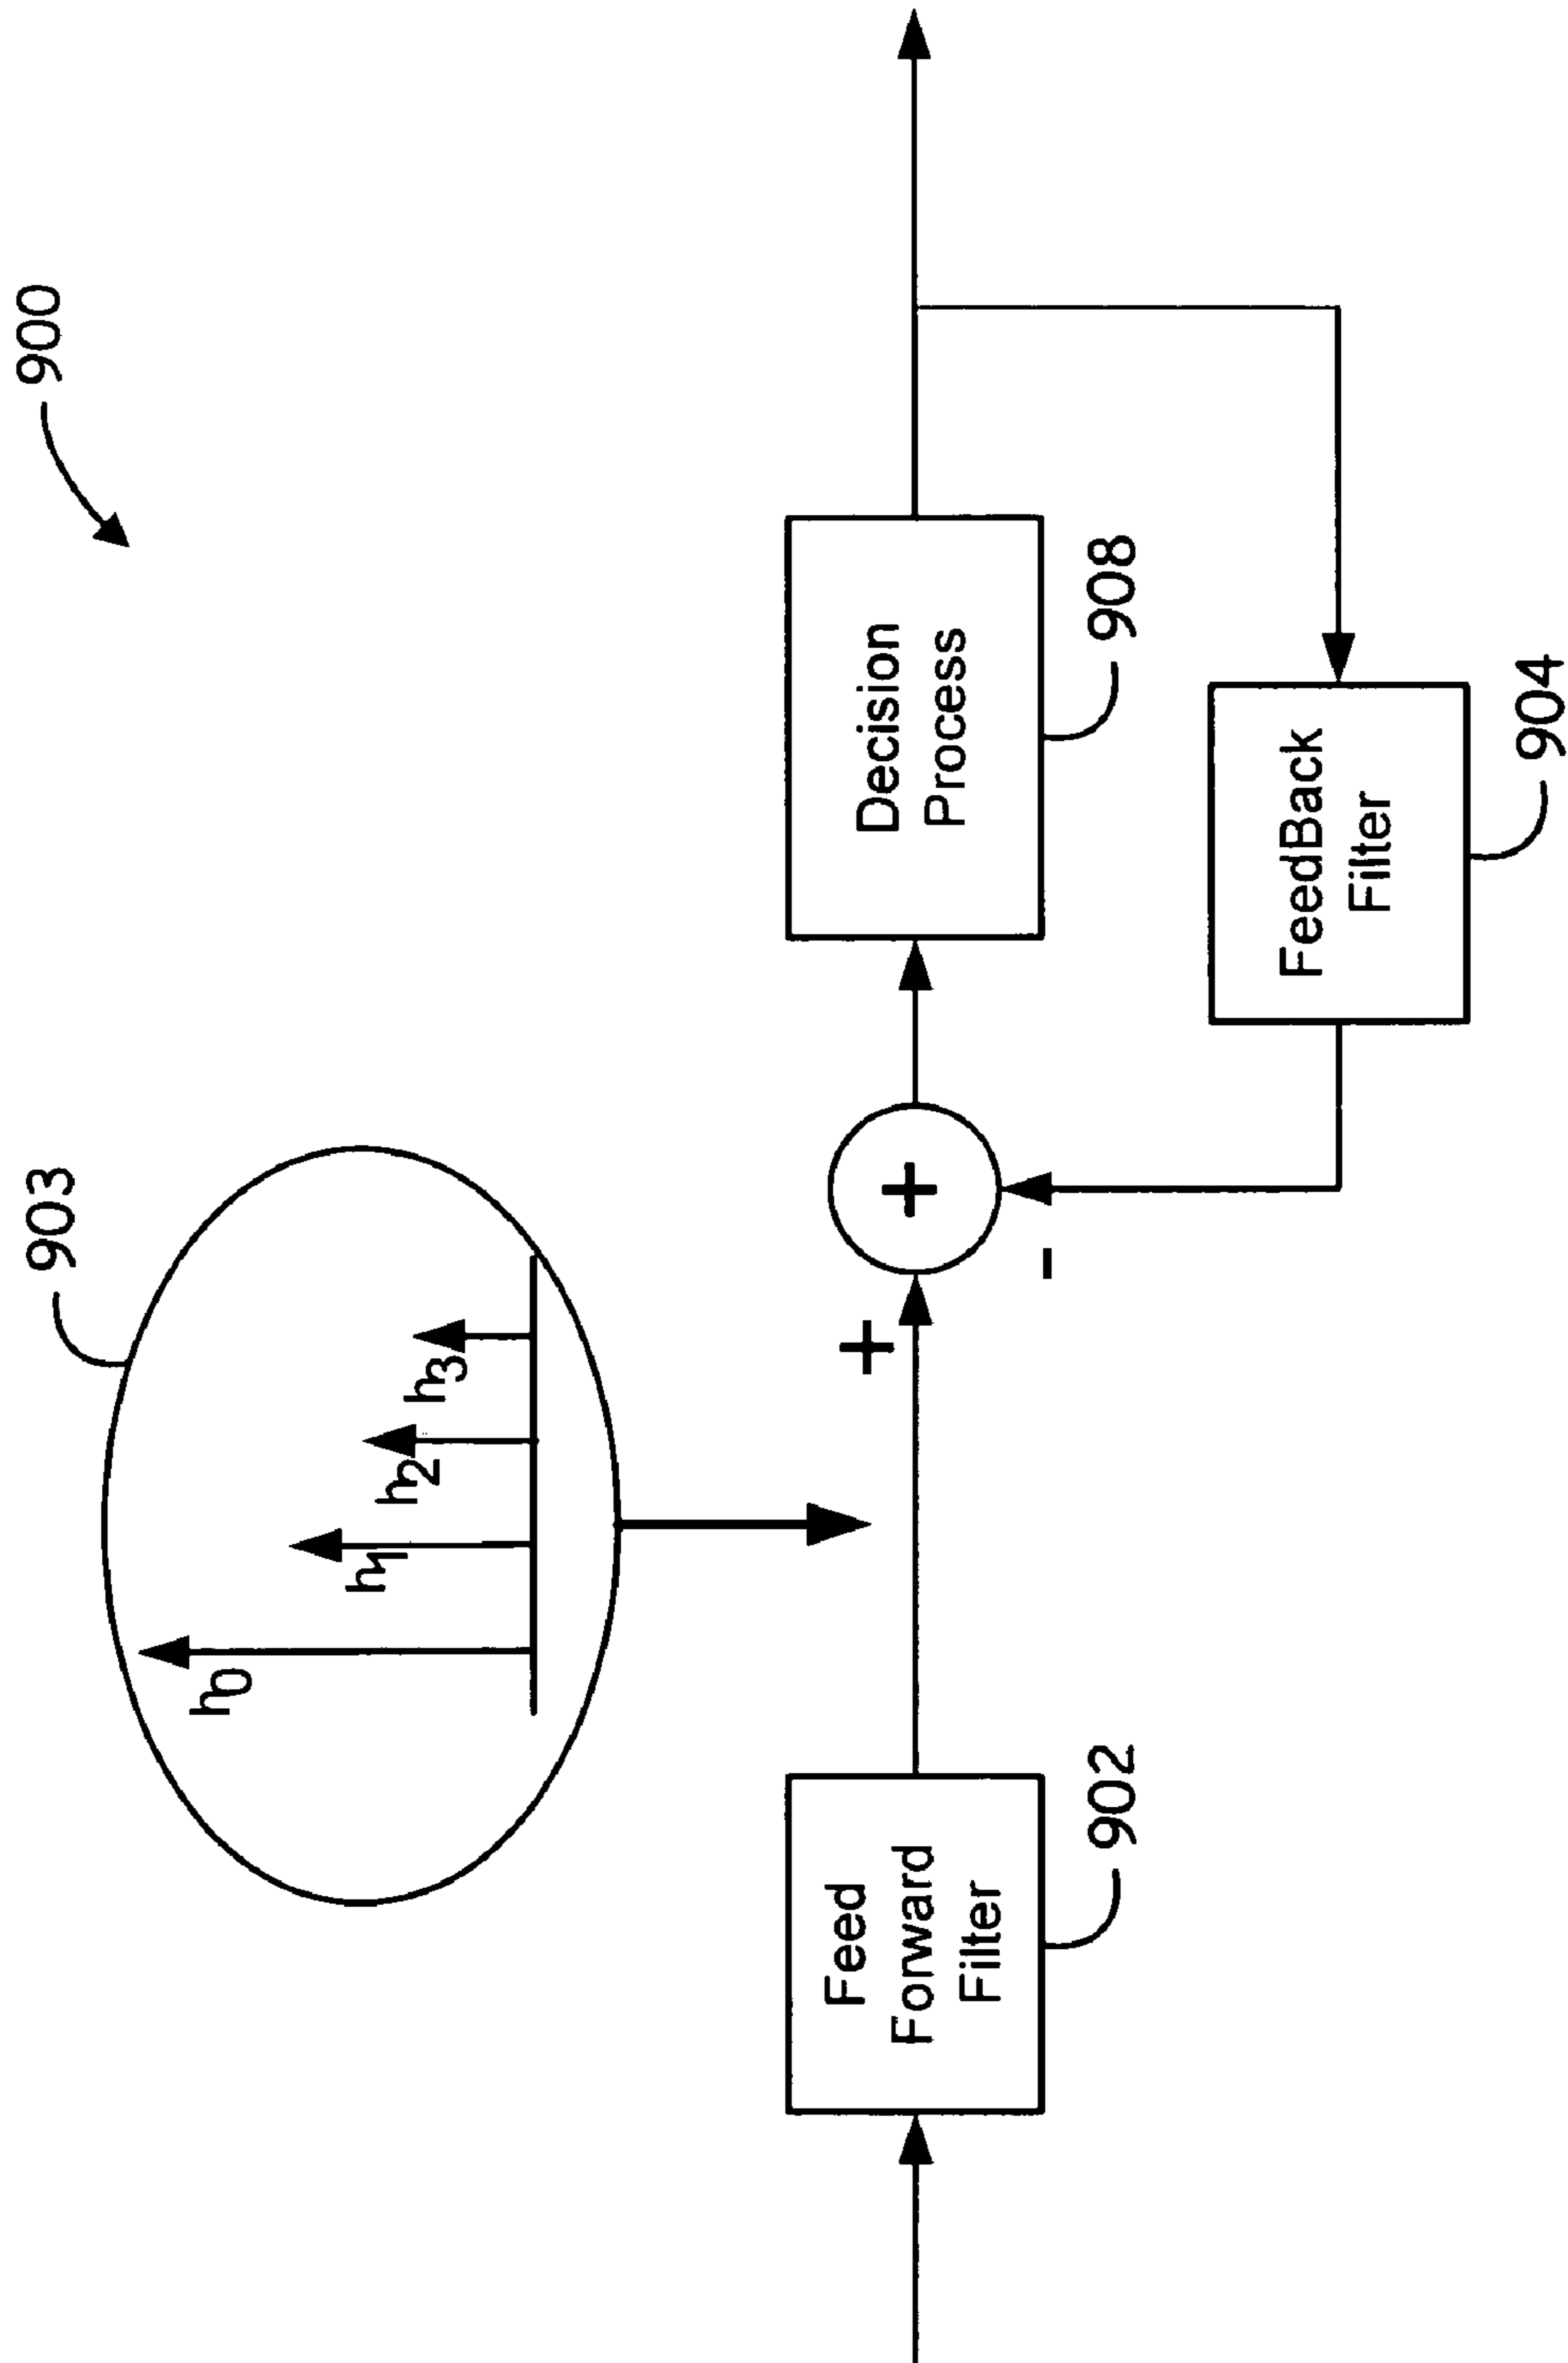 900
903
h0
h1
h2
h3
+
+
-
Feed
Forward
Filter
902
Decision
Process
908
FeedBack
Filter
904